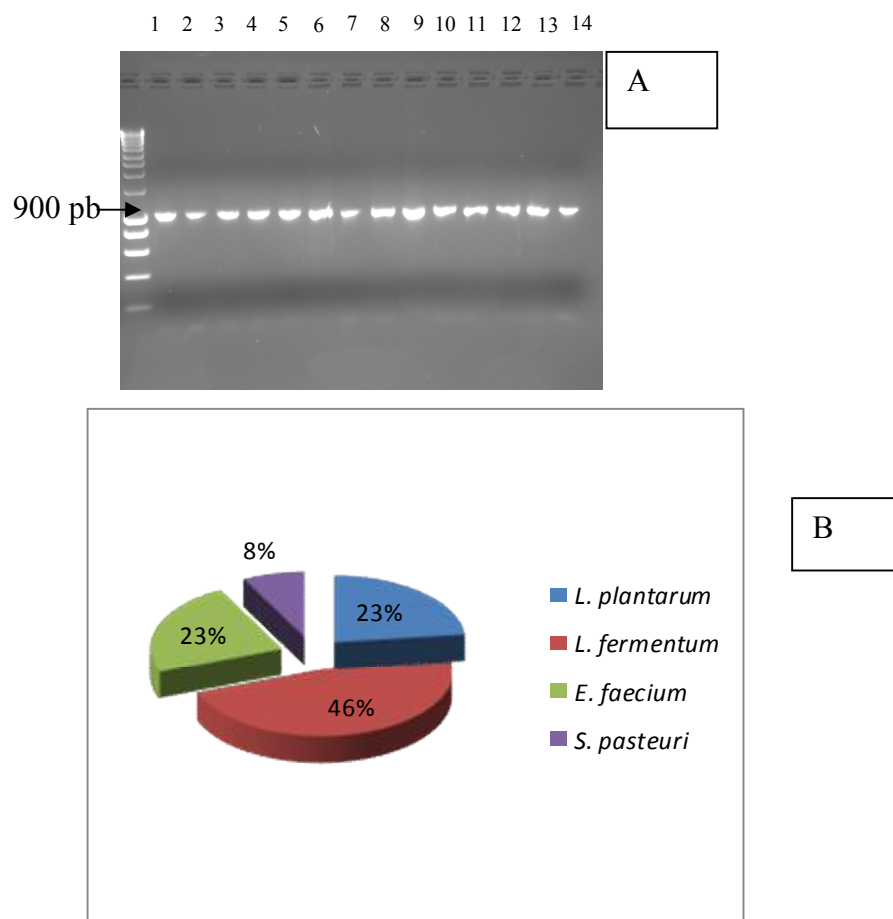 1 2 3 4 5 6 7 8 9 10 11 12 13 14
A
900 pb
B
8%
23%
23%
46%
L. plantarum
L. fermentum
E. faecium
S. pasteuri